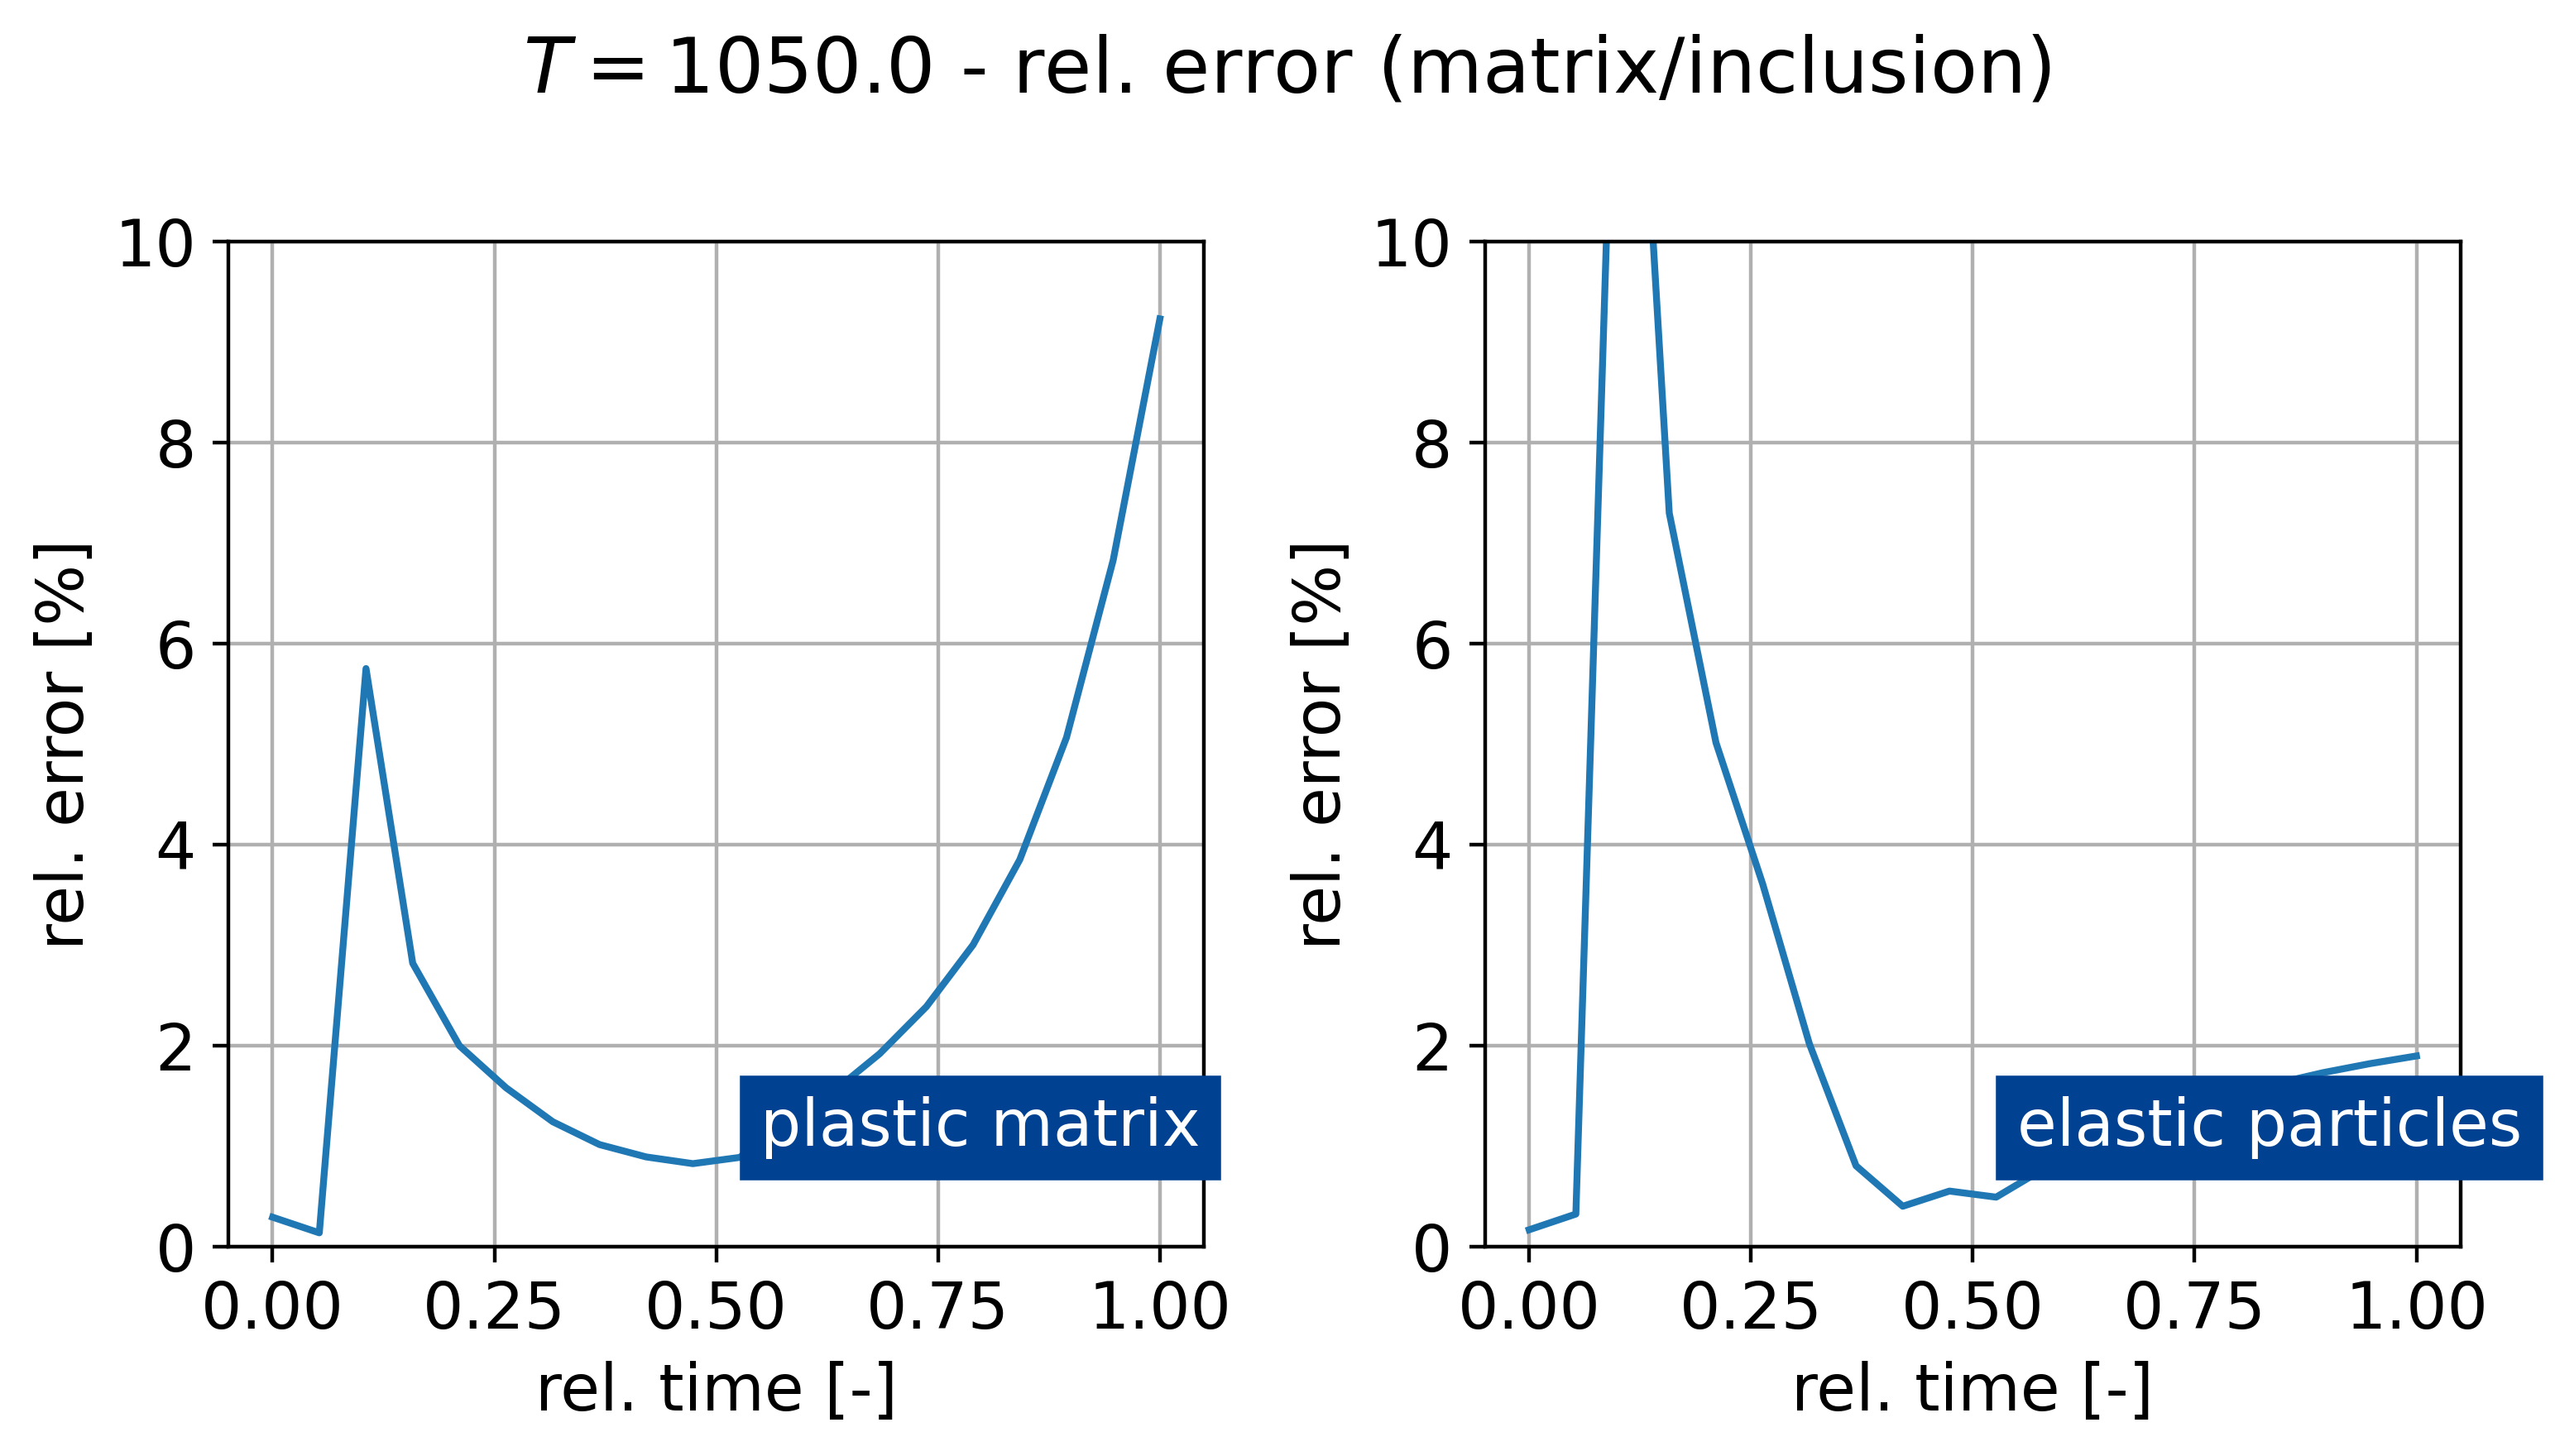 T = 1050.0 - rel. error (matrix/inclusion)
rel. error [%]
10
8
6
4
2
0
plastic matrix
0.00 0.25 0.50 0.75 1.00
rel. time [-]
rel. error [%]
10
8
6
4
2
0
elastic particles
0.00 0.25 0.50 0.75 1.00
rel. time [-]